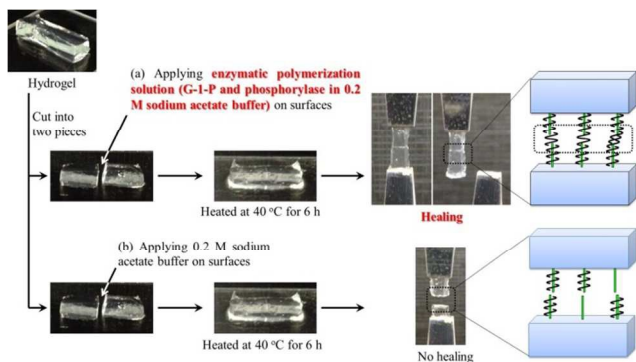 Hydrogel
Cut into
two pieces
(a) Applying enzymatic polymerization
solution (G-1-P and phosphorylase in 0.2
M sodium acetate buffer) on surfaces
Heated at 40 °C for 6 h
Healing
(b) Applying 0.2 M sodium
acetate buffer on surfaces
Heated at 40 °C for 6 h
No healing